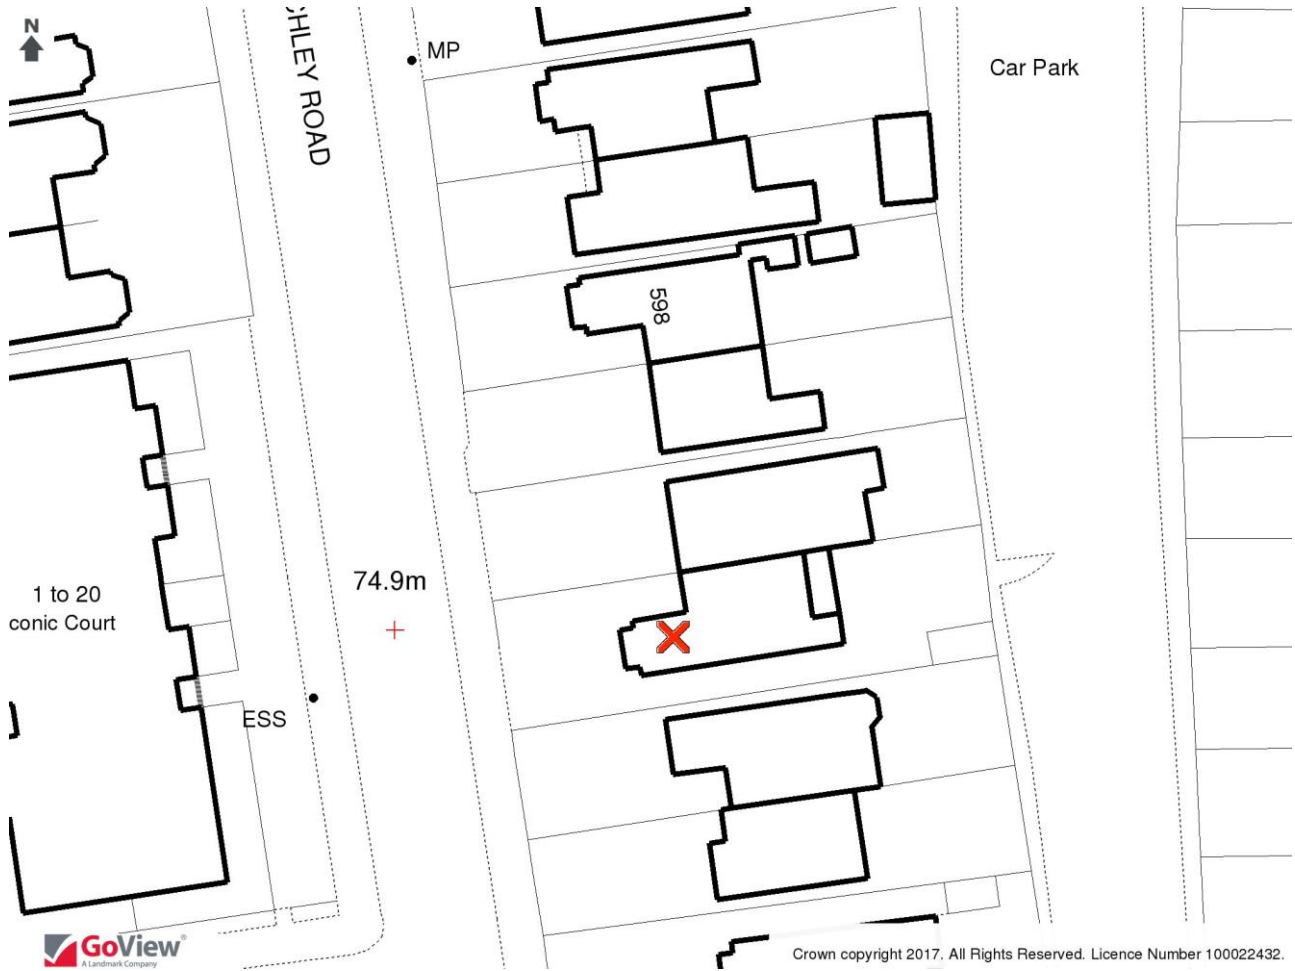 N
CHLEY ROAD
MP
Car Park
598
74.9m
1 to 20
conic Court
ESS
GoView®
A Landmark Company
Crown copyright 2017. All Rights Reserved. Licence Number 100022432.